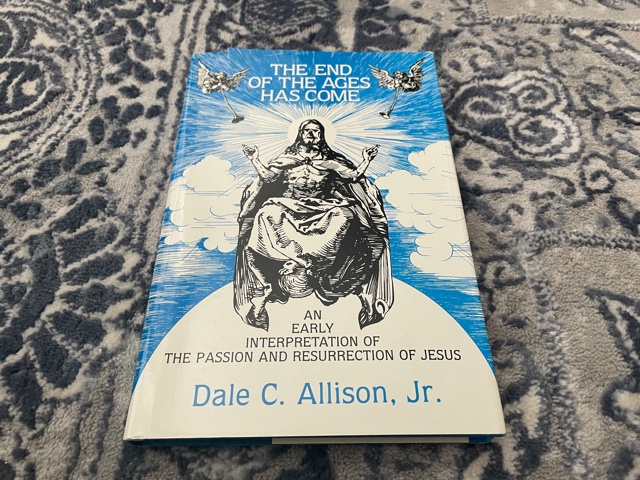 THE END
OF THE AGES
HAS COME
AN
EARLY
INTERPRETATION OF
THE PASSION AND RESURRECTION OF JESUS
Dale C. Allison, Jr.